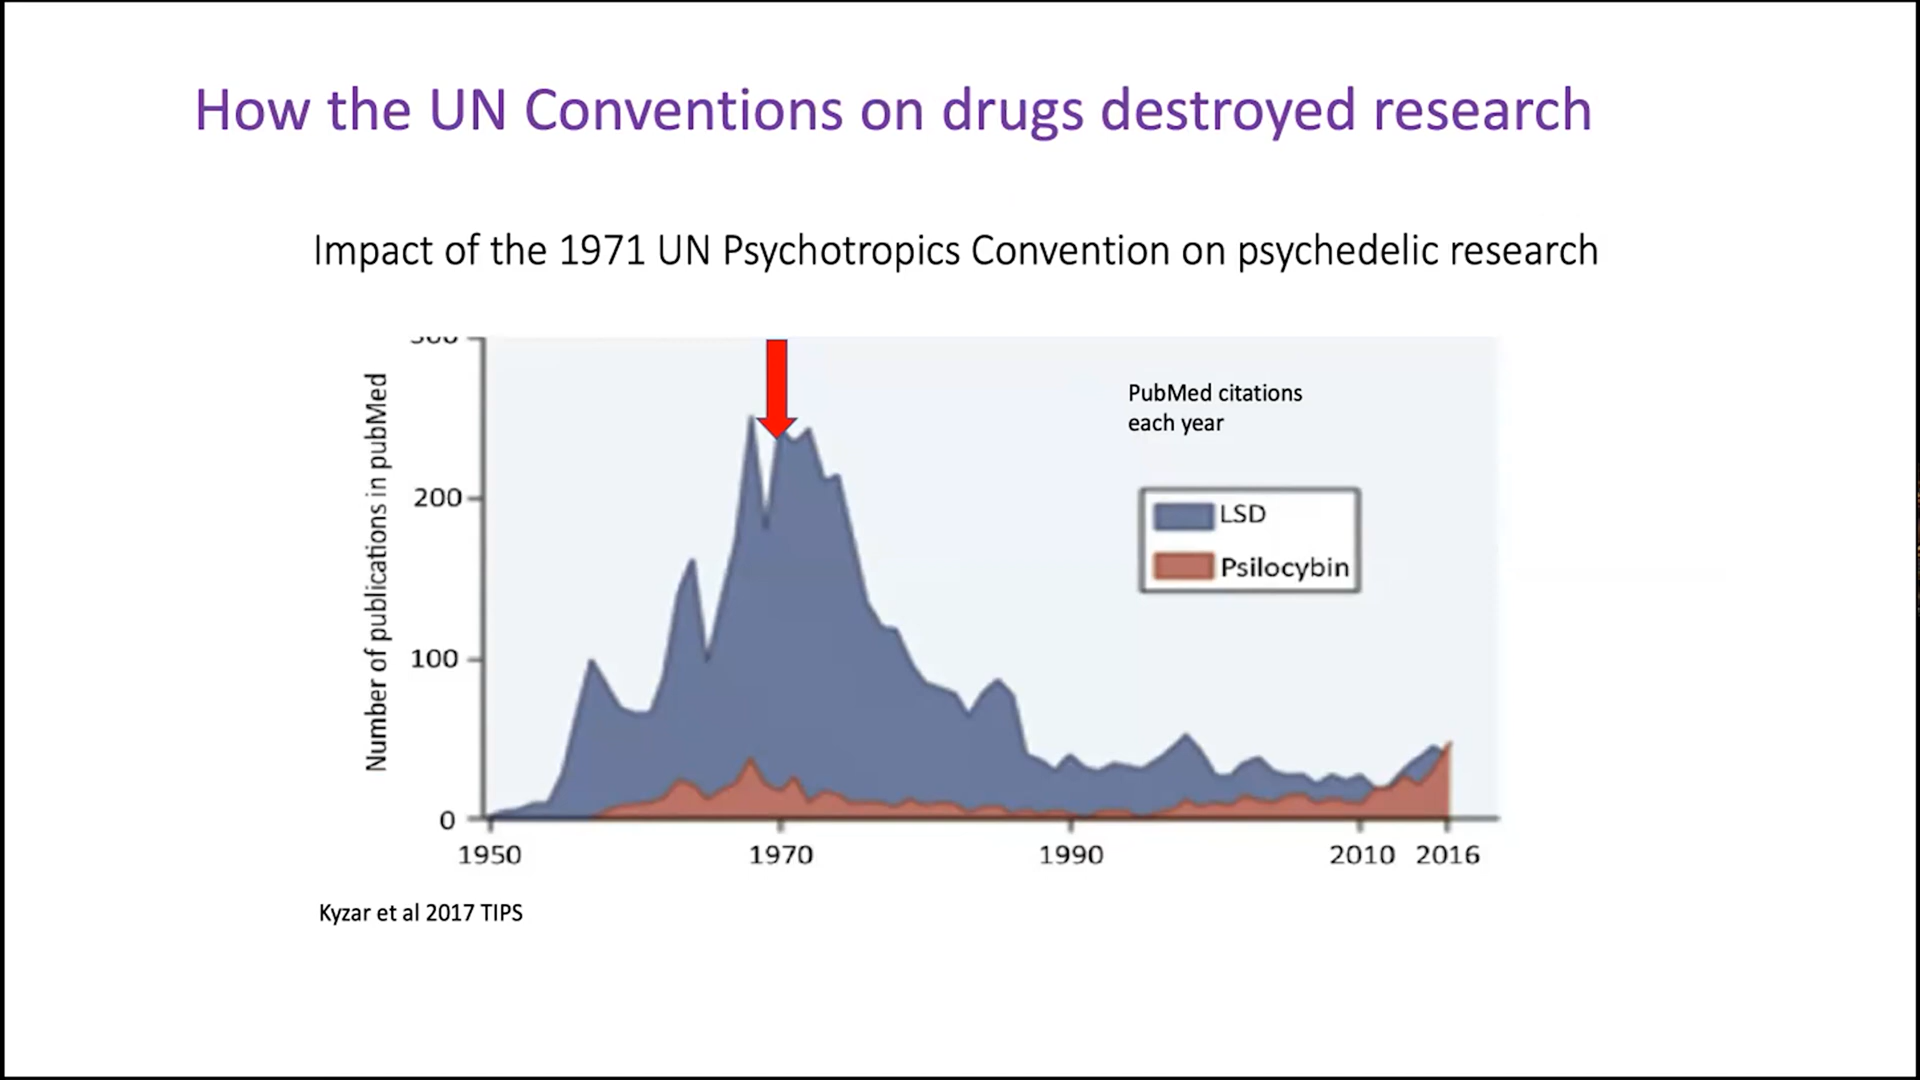 How the UN Conventions on drugs destroyed research
Impact of the 1971 UN Psychotropics Convention on psychedelic research
Number of publications in pubMed
300
200
100
0
1950
1970
1990
2010
2016
PubMed citations
each year
LSD
Psilocybin
Kyzar et al 2017 TIPS